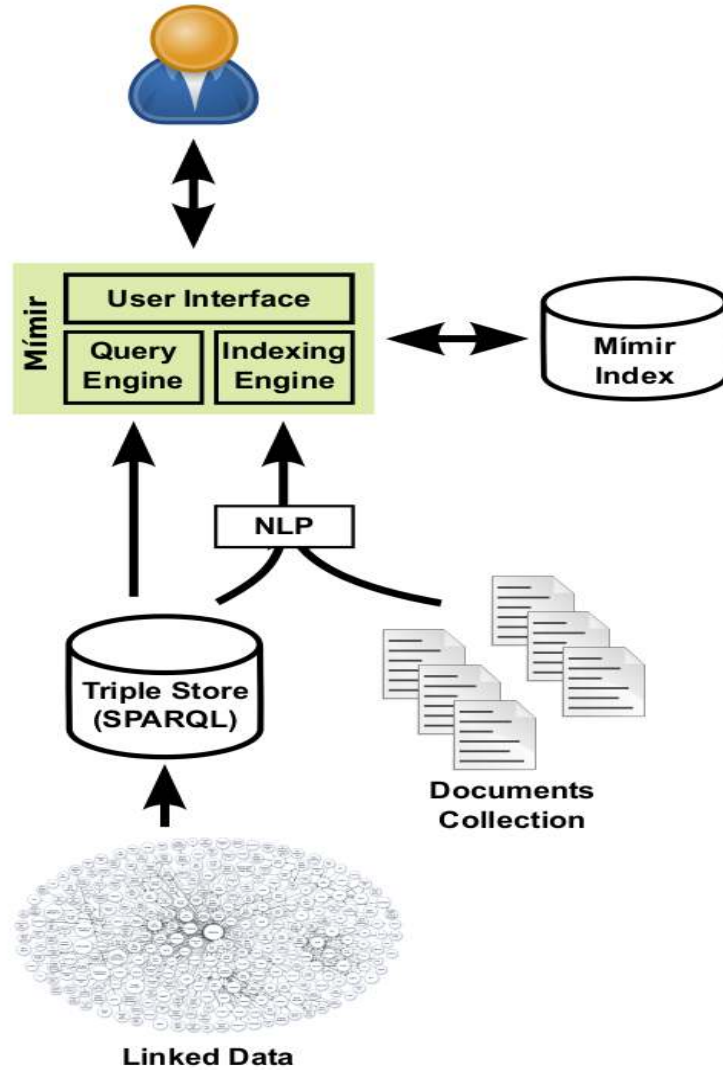 Mímir
User Interface
Query
Engine
Indexing
Engine
Mímir
Index
NLP
Triple Store
(SPARQL)
Documents
Collection
Linked Data